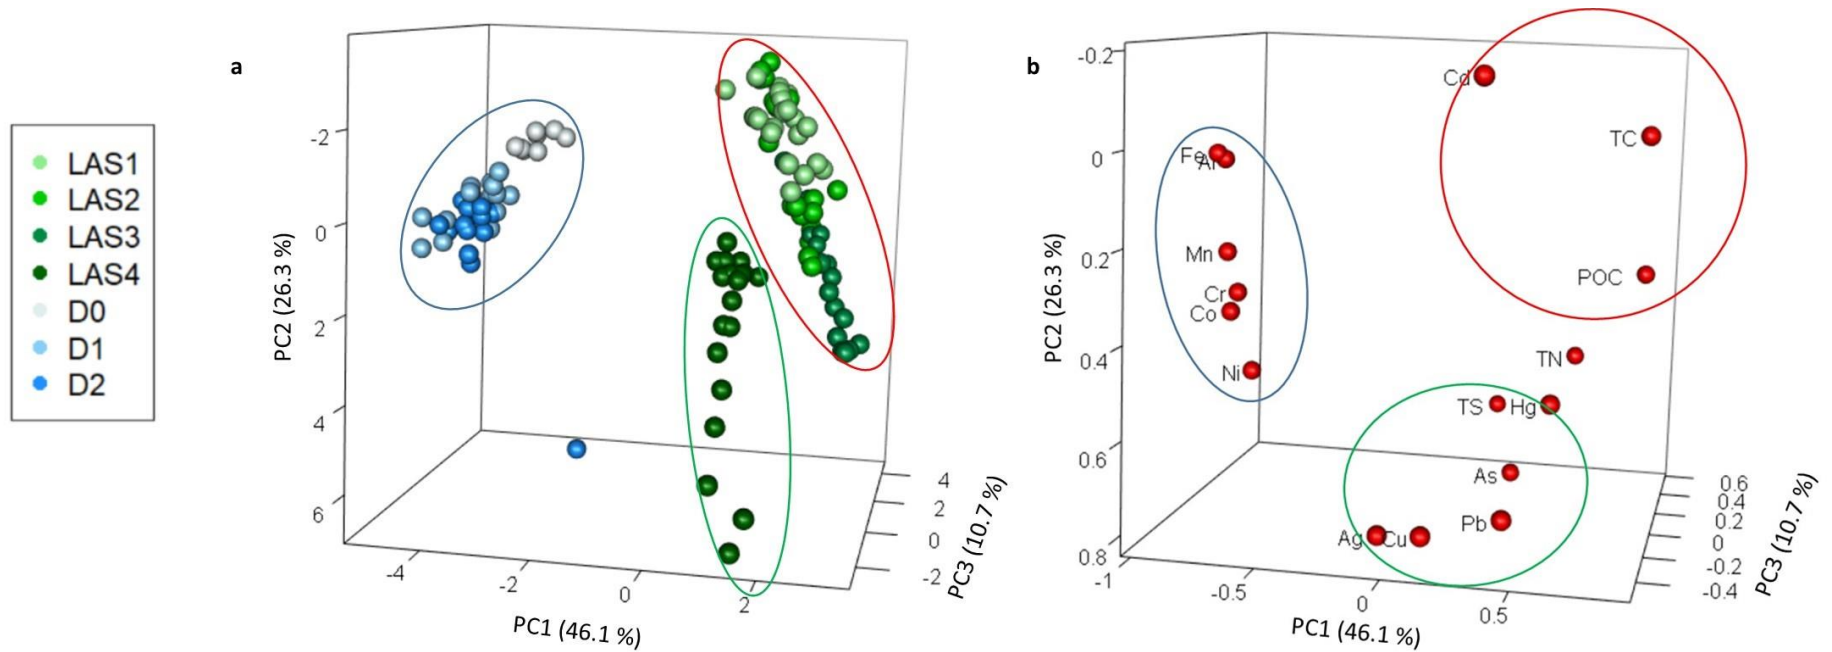 LAS1
LAS2
LAS3
LAS4
D0
D1
D2
a
PC2 (26.3 %)
-2
0
2
4
6
-4
-2
0
2
PC1 (46.1 %)
4
2
0
-2
PC3 (10.7 %)
b
PC2 (26.3 %)
-0.2
0
0.2
0.4
0.6
0.8
Cd
TC
Fe
Al
Mn
POC
Cr
Co
TN
Ni
TS Hg
As
Pb
Ag Cu
-1
-0.5
0
0.5
PC1 (46.1 %)
0.6
0.4
0.2
0
-0.2
-0.4
PC3 (10.7 %)